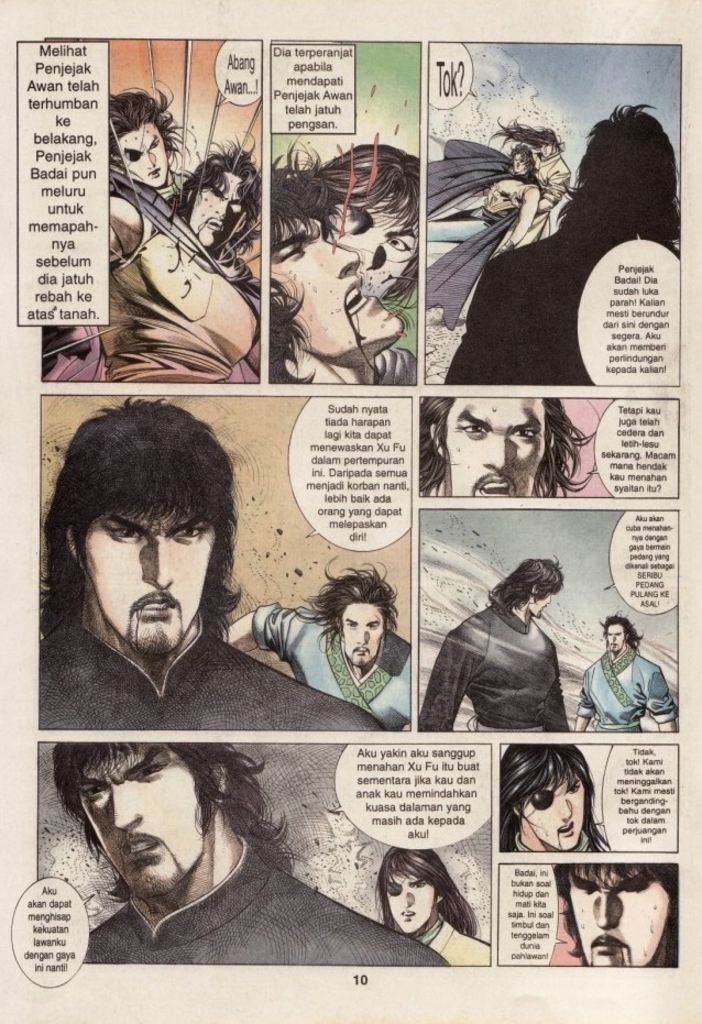 Melihat
Penjejak
Awan telah
terhumban
ke
belakang,
Penjejak
Badai pun
meluru
untuk
memapah-
nya
sebelum
dia jatuh
rebah ke
atas tanah.
Abang
Awan...!
Dia terperanjat
apabila
mendapati
Penjejak Awan
telah jatuh
pengsan.
Tok?
Penjejak
Badai! Dia
sudah luka
parah! Kalian
mesti berundur
dari sini dengan
segera. Aku
akan memberi
perlindungan
kepada kalian!
Sudah nyata
tiada harapan
lagi kita dapat
menewaskan Xu Fu
dalam pertempuran
ini. Daripada semua
menjadi korban nanti,
lebih baik ada
orang yang dapat
melepaskan
diri!
Tetapi kau
juga telah
cedera dan
letih-lesu
sekarang. Macam
mana hendak
kau menahan
syaitan itu?
Aku akan
cuba menahan-
nya dengan
gaya bermain
pedang yang
dikenali sebagai
SERIBU
PEDANG
PULANG KE
ASAL!
Aku yakin aku sanggup
menahan Xu Fu itu buat
sementara jika kau dan
anak kau memindahkan
kuasa dalaman yang
masih ada kepada
aku!
Aku
akan dapat
menghisap
kekuatan
lawanku
dengan gaya
ini nanti!
Tidak,
tok! Kami
tidak akan
meninggalkan
tok! Kami mesti
berganding-
bahu dengan
tok dalam
perjuangan
ini!
Badai, ini
bukan soal
hidup dan
mati kita
saja. Ini soal
timbul dan
tenggelam
dunia
pahlawan!
10